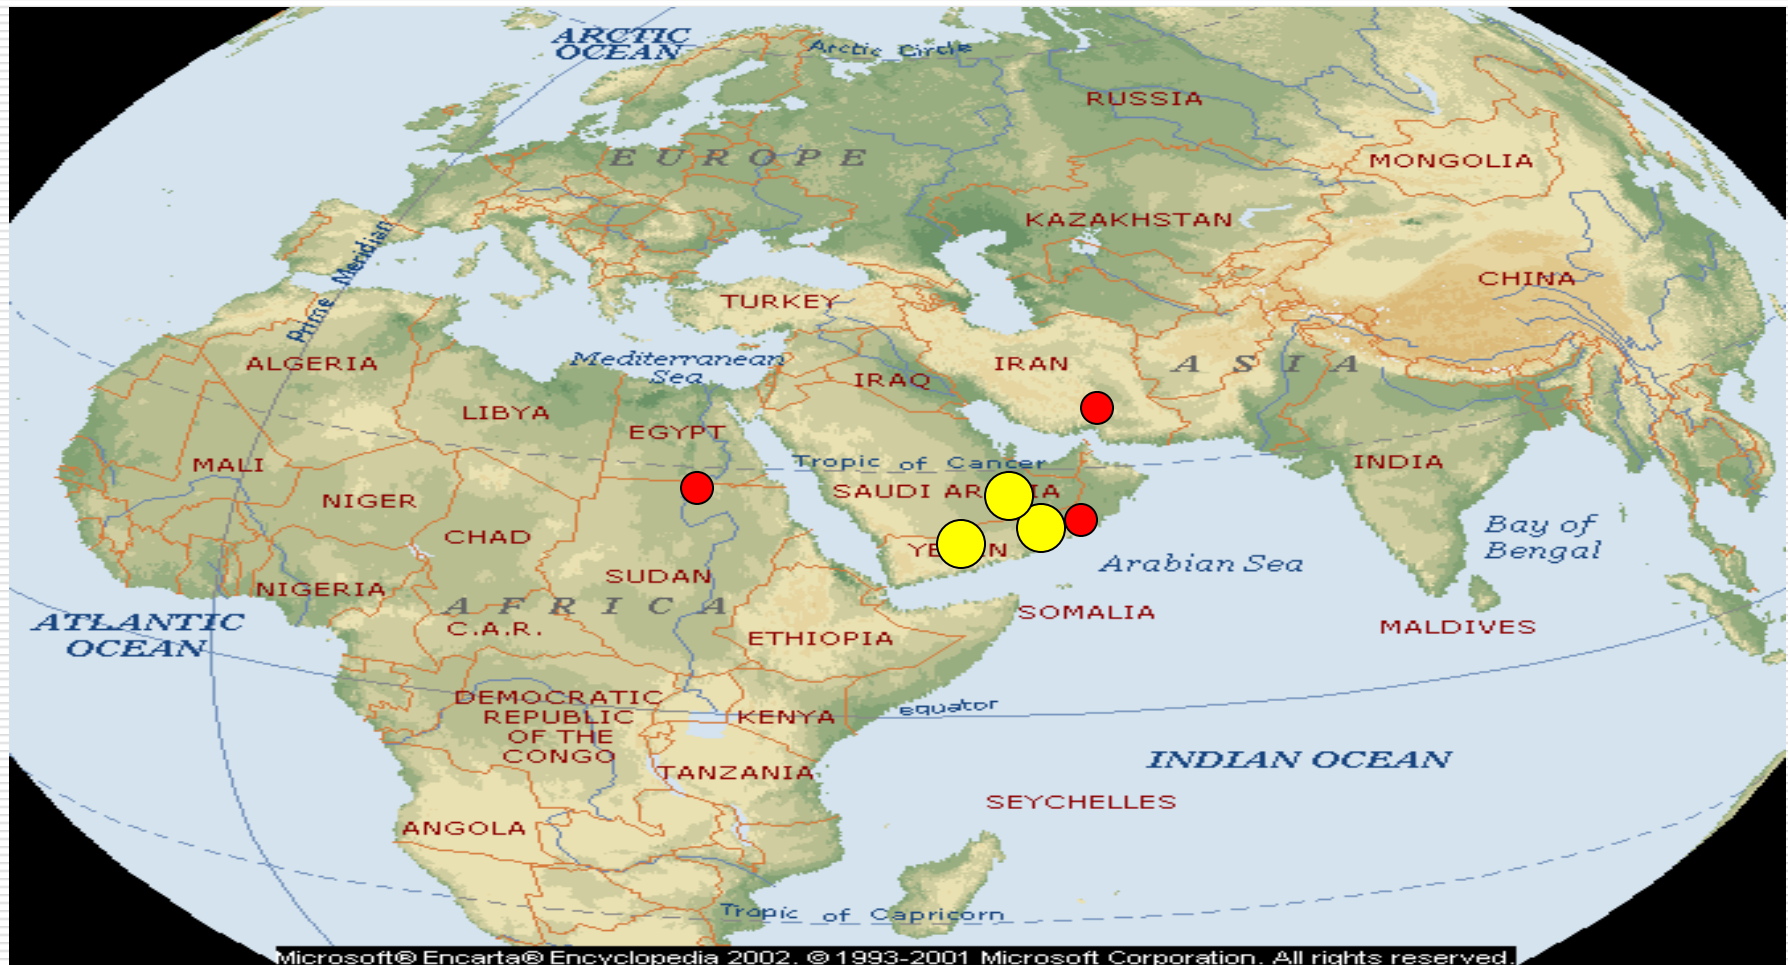 ARCTIC
OCEAN
Arctic Circle
RUSSIA
EUROPE
MONGOLIA
KAZAKHSTAN
Prime Meridian
CHINA
TURKEY
Mediterranean
Sea
ALGERIA
IRAQ
IRAN
ASIA
LIBYA
EGYPT
MALI
Tropic of Cancer
INDIA
NIGER
SAUDI AR IA
CHAD
YE N
Bay of
Bengal
Arabian Sea
SUDAN
NIGERIA
AFRICA
SOMALIA
ATLANTIC
OCEAN
C.A.R.
ETHIOPIA
MALDIVES
DEMOCRATIC
REPUBLIC
OF THE
CONGO
KENYA
equator
INDIAN OCEAN
TANZANIA
SEYCHELLES
ANGOLA
Tropic of Capricorn
Microsoft® Encarta® Encyclopedia 2002. © 1993-2001 Microsoft Corporation. All rights reserved.